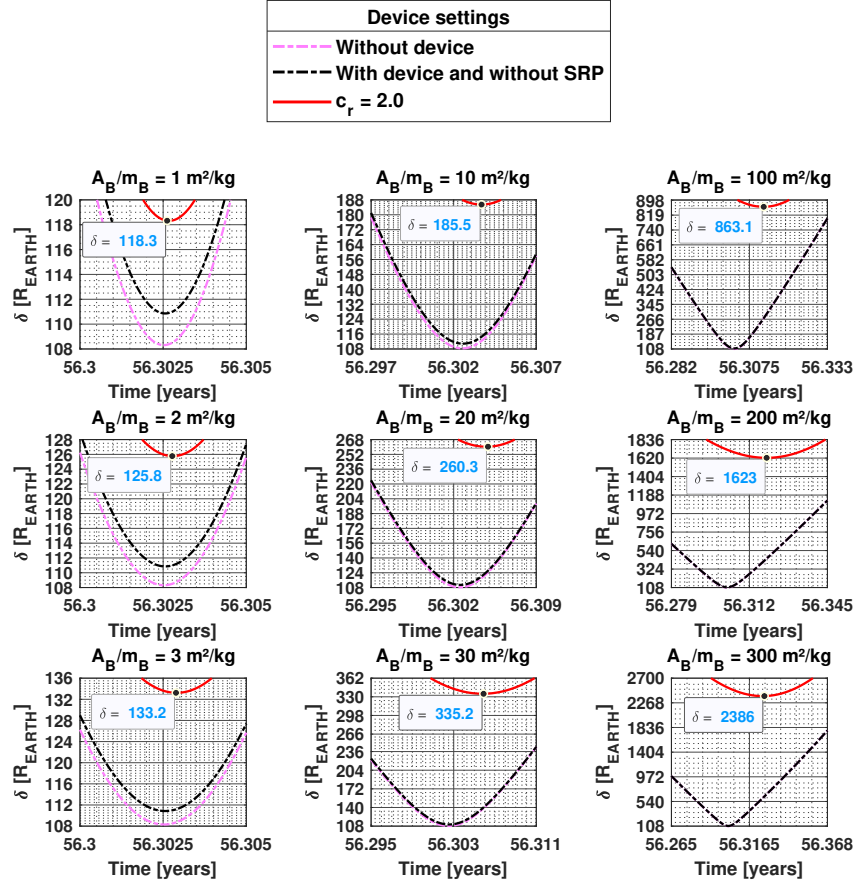 Device settings
Without device
With device and without SRP
c_r = 2.0
A_B/m_B = 1 m²/kg
δ [R_EARTH]
120
118
116
114
112
110
108
δ = 118.3
56.3
56.3025
56.305
Time [years]
A_B/m_B = 10 m²/kg
δ [R_EARTH]
188
180
172
164
156
148
140
132
124
116
108
δ = 185.5
56.297
56.302
56.307
Time [years]
A_B/m_B = 100 m²/kg
δ [R_EARTH]
898
819
740
661
582
503
424
345
266
187
108
δ = 863.1
56.282
56.3075
56.333
Time [years]
A_B/m_B = 2 m²/kg
δ [R_EARTH]
128
126
124
122
120
118
116
114
112
110
108
δ = 125.8
56.3
56.3025
56.305
Time [years]
A_B/m_B = 20 m²/kg
δ [R_EARTH]
268
252
236
220
204
188
172
156
140
124
108
δ = 260.3
56.295
56.302
56.309
Time [years]
A_B/m_B = 200 m²/kg
δ [R_EARTH]
1836
1620
1404
1188
972
756
540
324
108
δ = 1623
56.279
56.312
56.345
Time [years]
A_B/m_B = 3 m²/kg
δ [R_EARTH]
136
132
128
124
120
116
112
108
δ = 133.2
56.3
56.3025
56.305
Time [years]
A_B/m_B = 30 m²/kg
δ [R_EARTH]
362
330
298
266
236
204
172
140
108
δ = 335.2
56.295
56.303
56.311
Time [years]
A_B/m_B = 300 m²/kg
δ [R_EARTH]
2700
2268
1836
1404
972
540
108
δ = 2386
56.265
56.3165
56.368
Time [years]